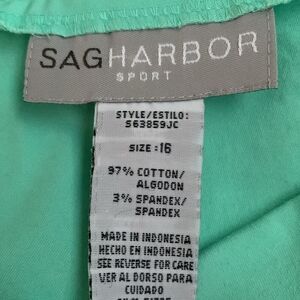 SAGHARBOR
SPORT
STYLE/ESTILO:
S63859JC
SIZE:16
97% COTTON/
ALGODON
3% SPANDEX/
SPANDEX
MADE IN INDONESIA
HECHO EN INDONESIA
SEE REVERSE FOR CARE
VER AL DORSO PARA
CUIDADO